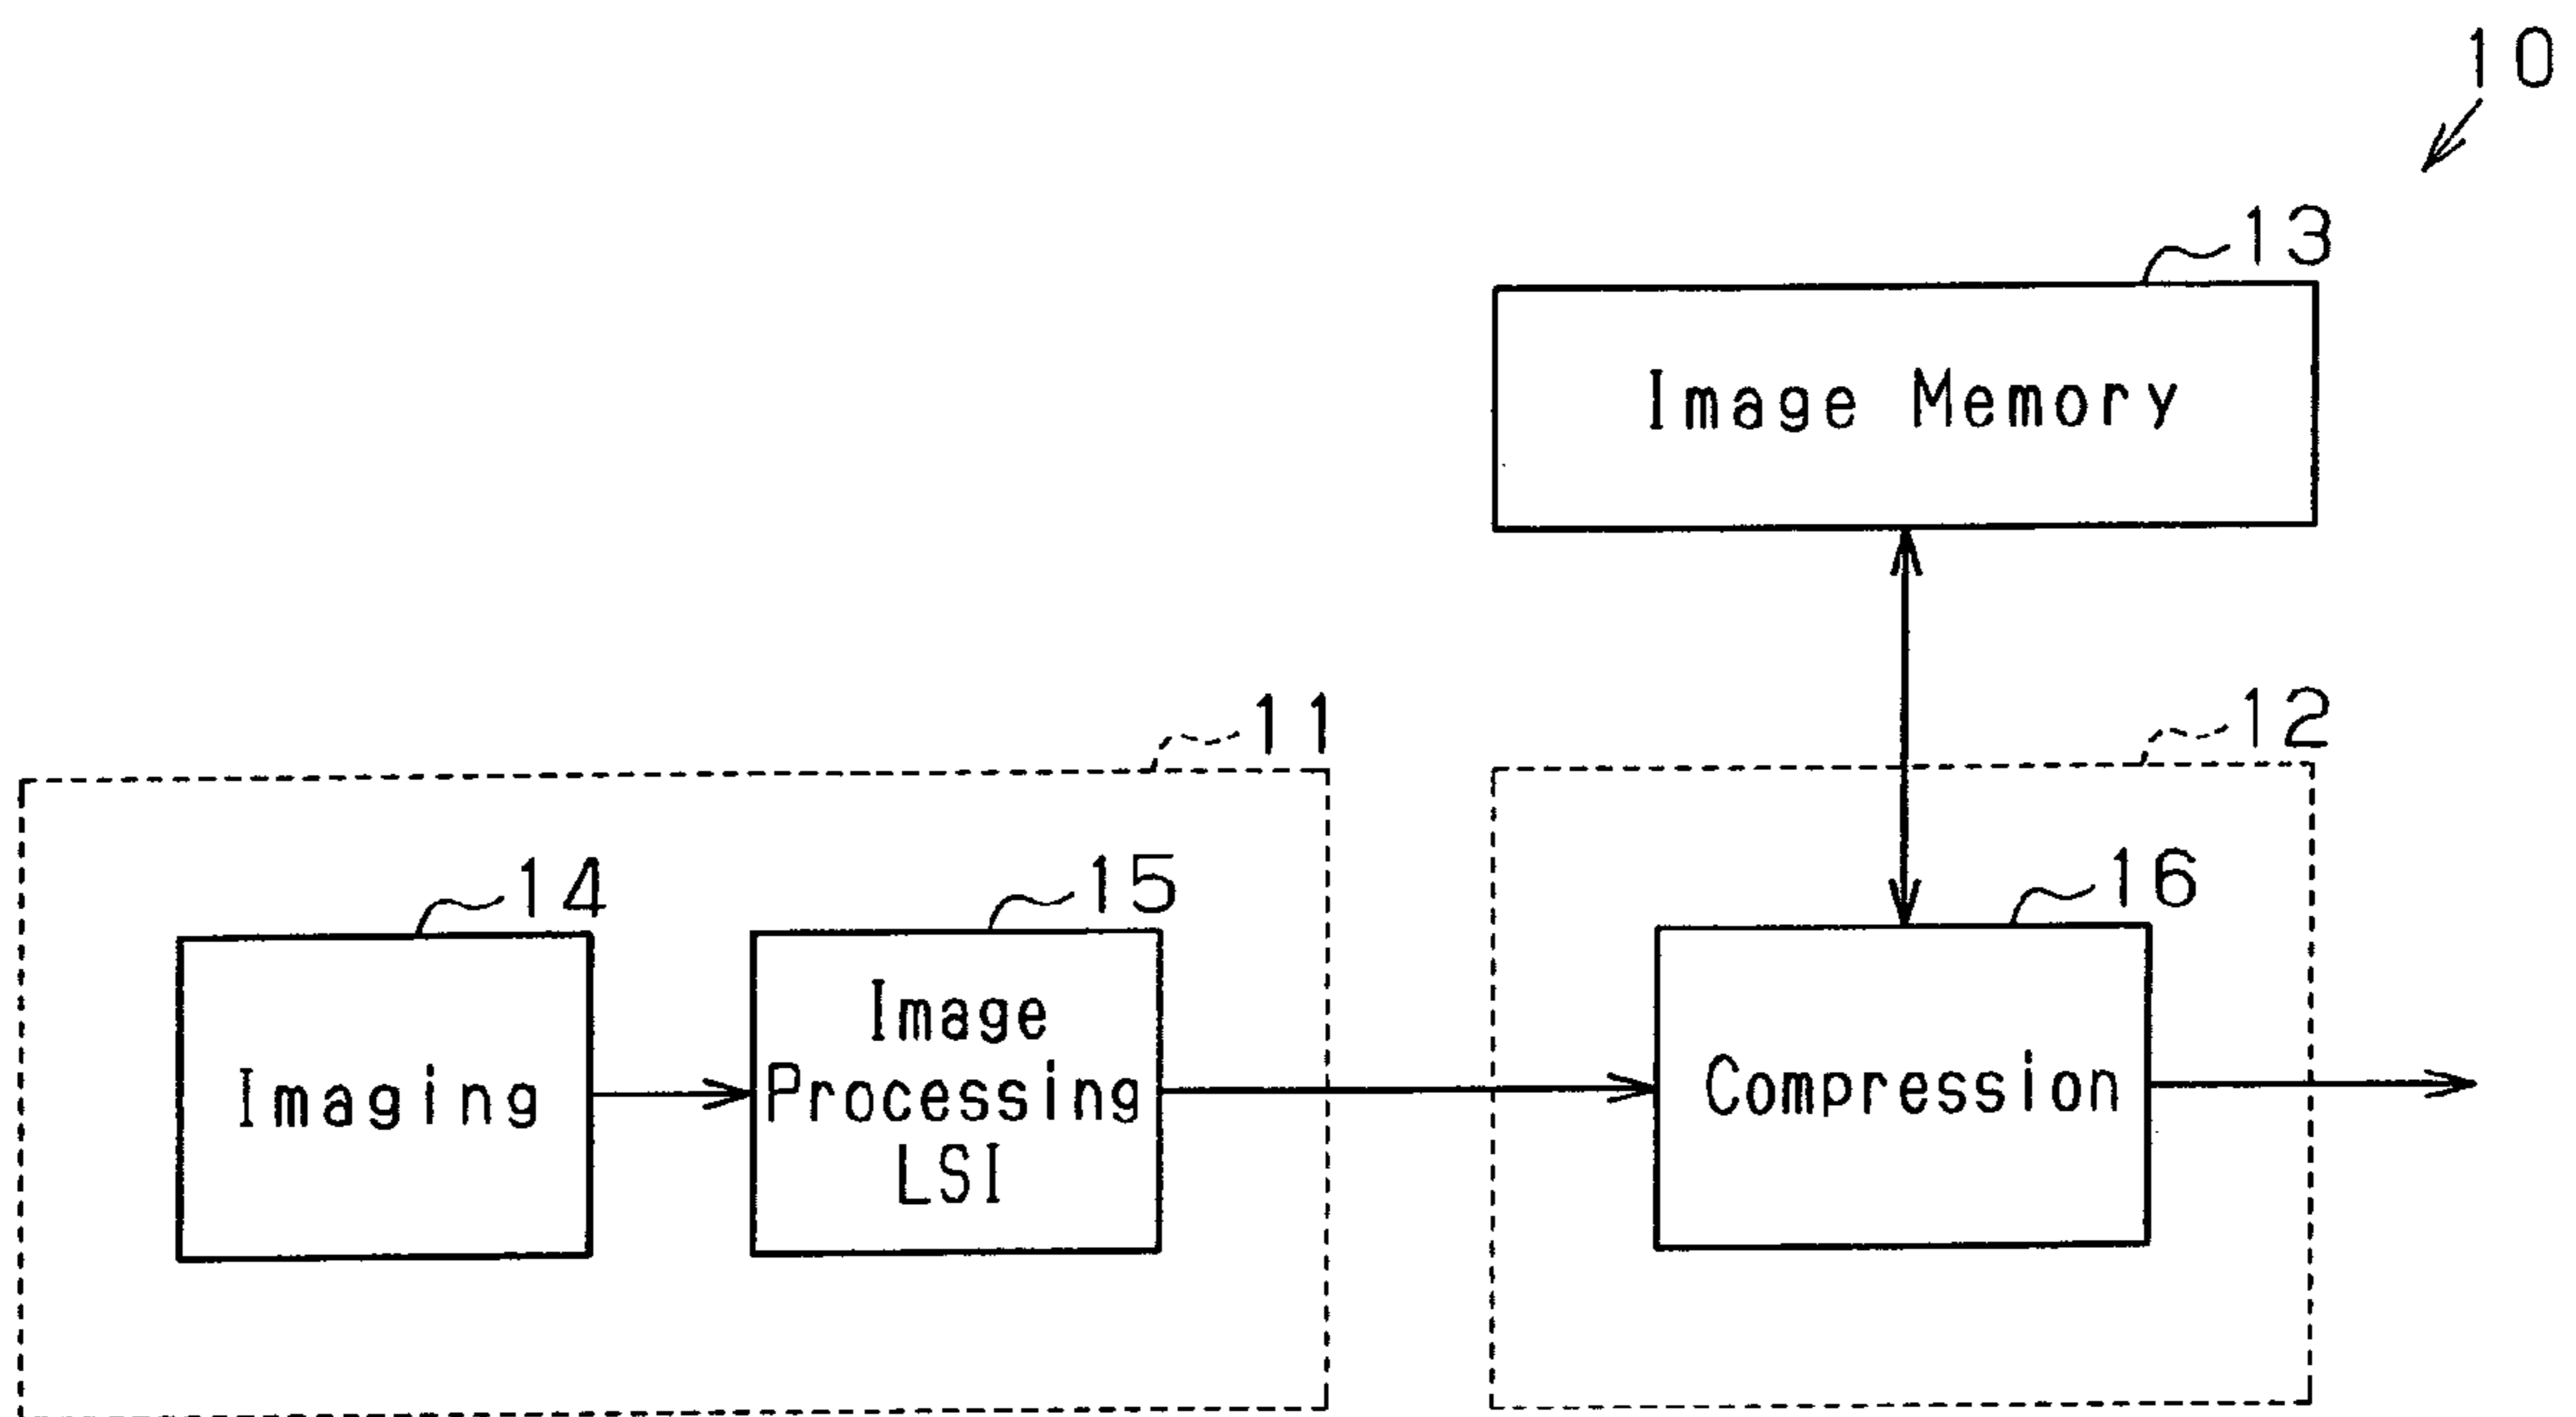 10
13
Image Memory
11
12
14
15
16
Imaging
Image
Processing
LSI
Compression